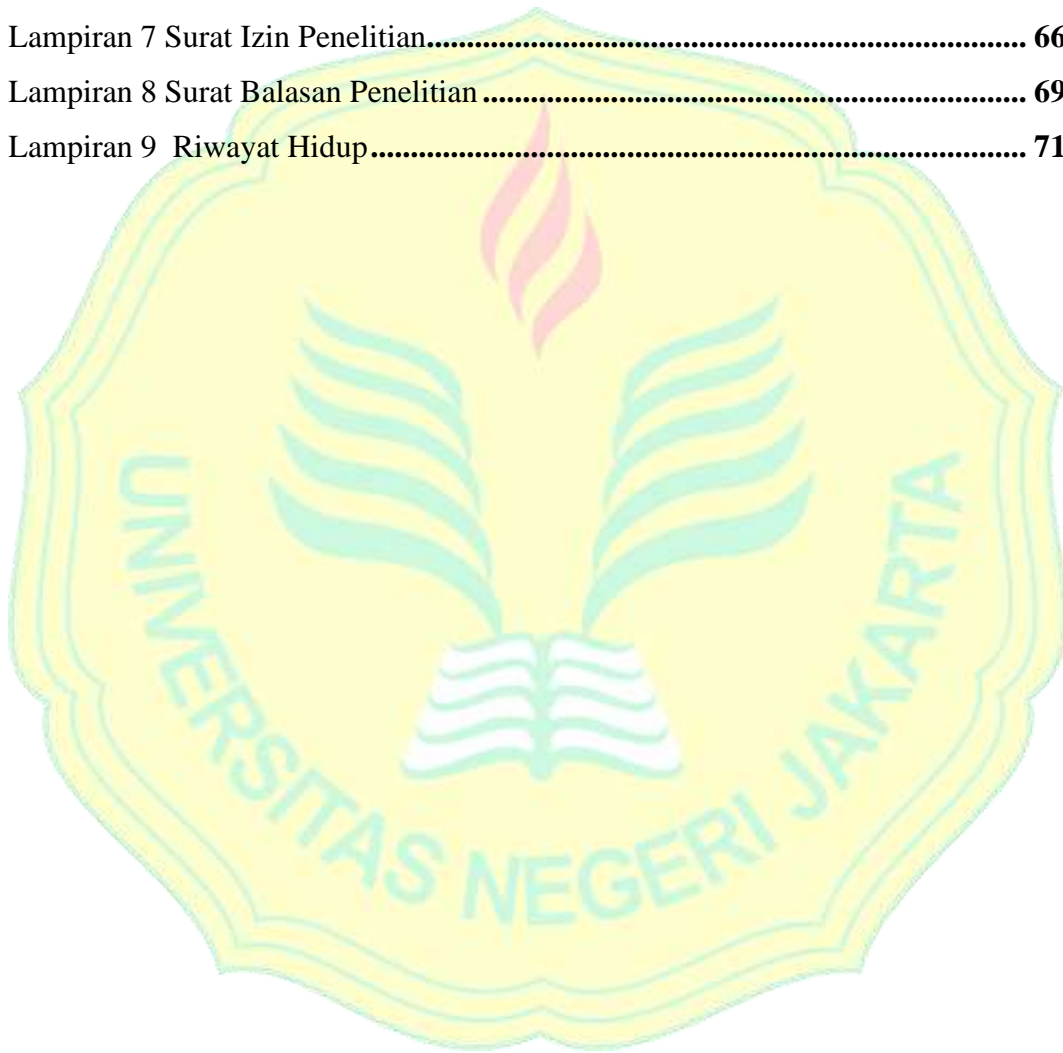 Lampiran 7 Surat Izin Penelitian.......................................................................... 66
Lampiran 8 Surat Balasan Penelitian.................................................................... 69
Lampiran 9  Riwayat Hidup................................................................................. 71
UNIVERSITAS NEGERI JAKARTA